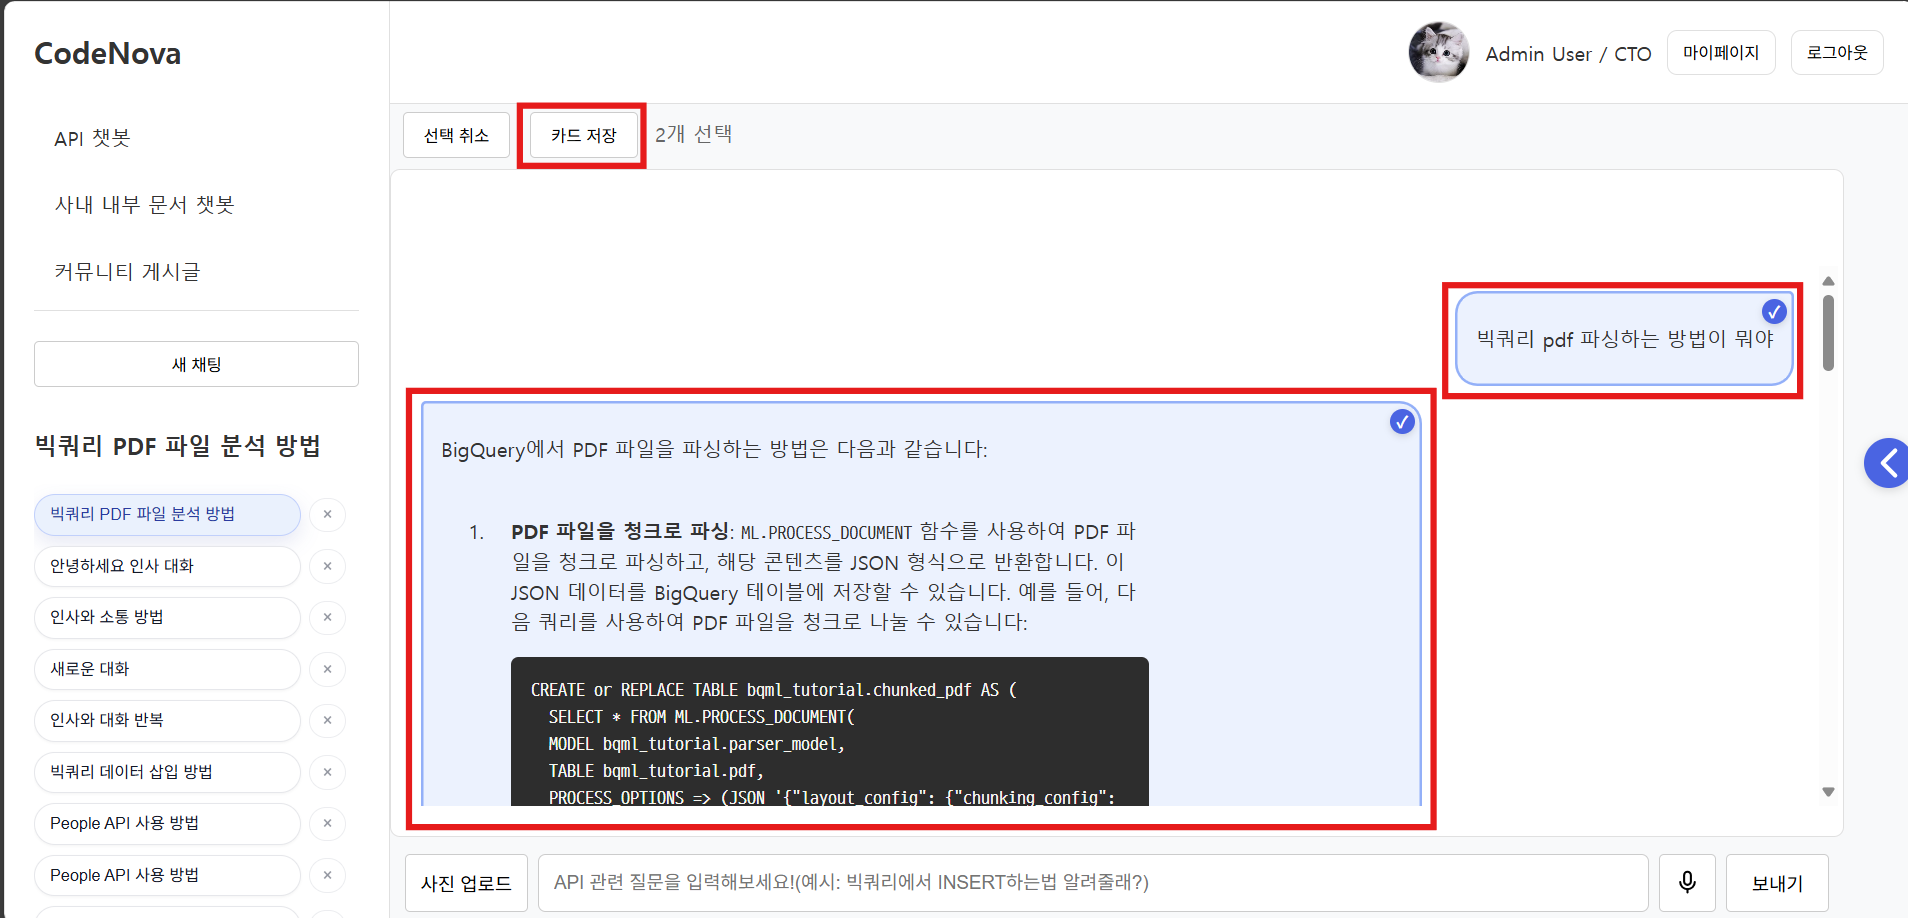 CodeNova
Admin User / CTO
마이페이지
로그아웃
API 챗봇
사내 내부 문서 챗봇
커뮤니티 게시글
새 채팅
빅쿼리 PDF 파일 분석 방법
빅쿼리 PDF 파일 분석 방법 ×
안녕하세요 인사 대화 ×
인사와 소통 방법 ×
새로운 대화 ×
인사와 대화 반복 ×
빅쿼리 데이터 삽입 방법 ×
People API 사용 방법 ×
People API 사용 방법 ×
선택 취소
카드 저장
2개 선택
빅쿼리 pdf 파싱하는 방법이 뭐야
BigQuery에서 PDF 파일을 파싱하는 방법은 다음과 같습니다:
1. PDF 파일을 청크로 파싱: ML.PROCESS_DOCUMENT 함수를 사용하여 PDF 파
일을 청크로 파싱하고, 해당 콘텐츠를 JSON 형식으로 반환합니다. 이
JSON 데이터를 BigQuery 테이블에 저장할 수 있습니다. 예를 들어, 다
음 쿼리를 사용하여 PDF 파일을 청크로 나눌 수 있습니다:
CREATE or REPLACE TABLE bqml_tutorial.chunked_pdf AS (
SELECT * FROM ML.PROCESS_DOCUMENT(
MODEL bqml_tutorial.parser_model,
TABLE bqml_tutorial.pdf,
PROCESS_OPTIONS => (JSON '{"layout_config": {"chunking_config":
사진 업로드
API 관련 질문을 입력해보세요!(예시: 빅쿼리에서 INSERT하는법 알려줄래?)
보내기